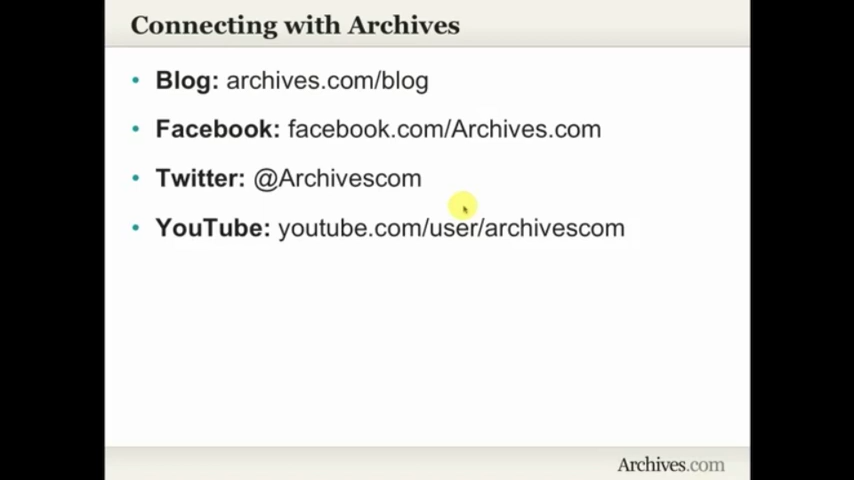 Connecting with Archives
• Blog: archives.com/blog
• Facebook: facebook.com/Archives.com
• Twitter: @Archivescom
• YouTube: youtube.com/user/archivescom
Archives.com